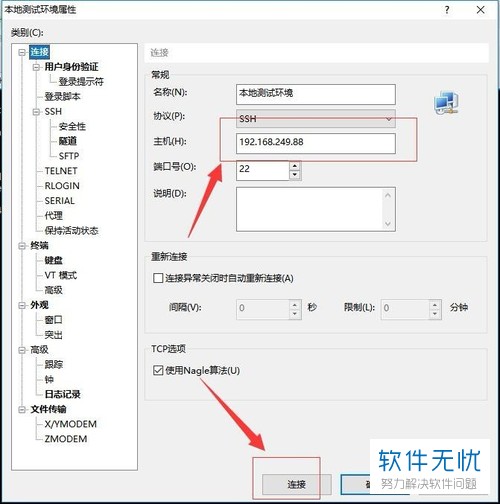 本地测试环境属性
类别(C):
连接
用户身份验证
登录提示符
登录脚本
SSH
安全性
隧道
SFTP
TELNET
RLOGIN
SERIAL
代理
保持活动状态
终端
键盘
VT 模式
高级
外观
窗口
突出
高级
跟踪
钟
日志记录
文件传输
X/YMODEM
ZMODEM
连接
常规
名称(N):
本地测试环境
协议(P):
SSH
主机(H):
192.168.249.88
端口号(O):
22
说明(D):
重新连接
连接异常关闭时自动重新连接(A)
间隔(V):
0
秒
限制(L):
0
分钟
TCP选项
使用Nagle算法(U)
连接
软件无忧
努力解决软件问题